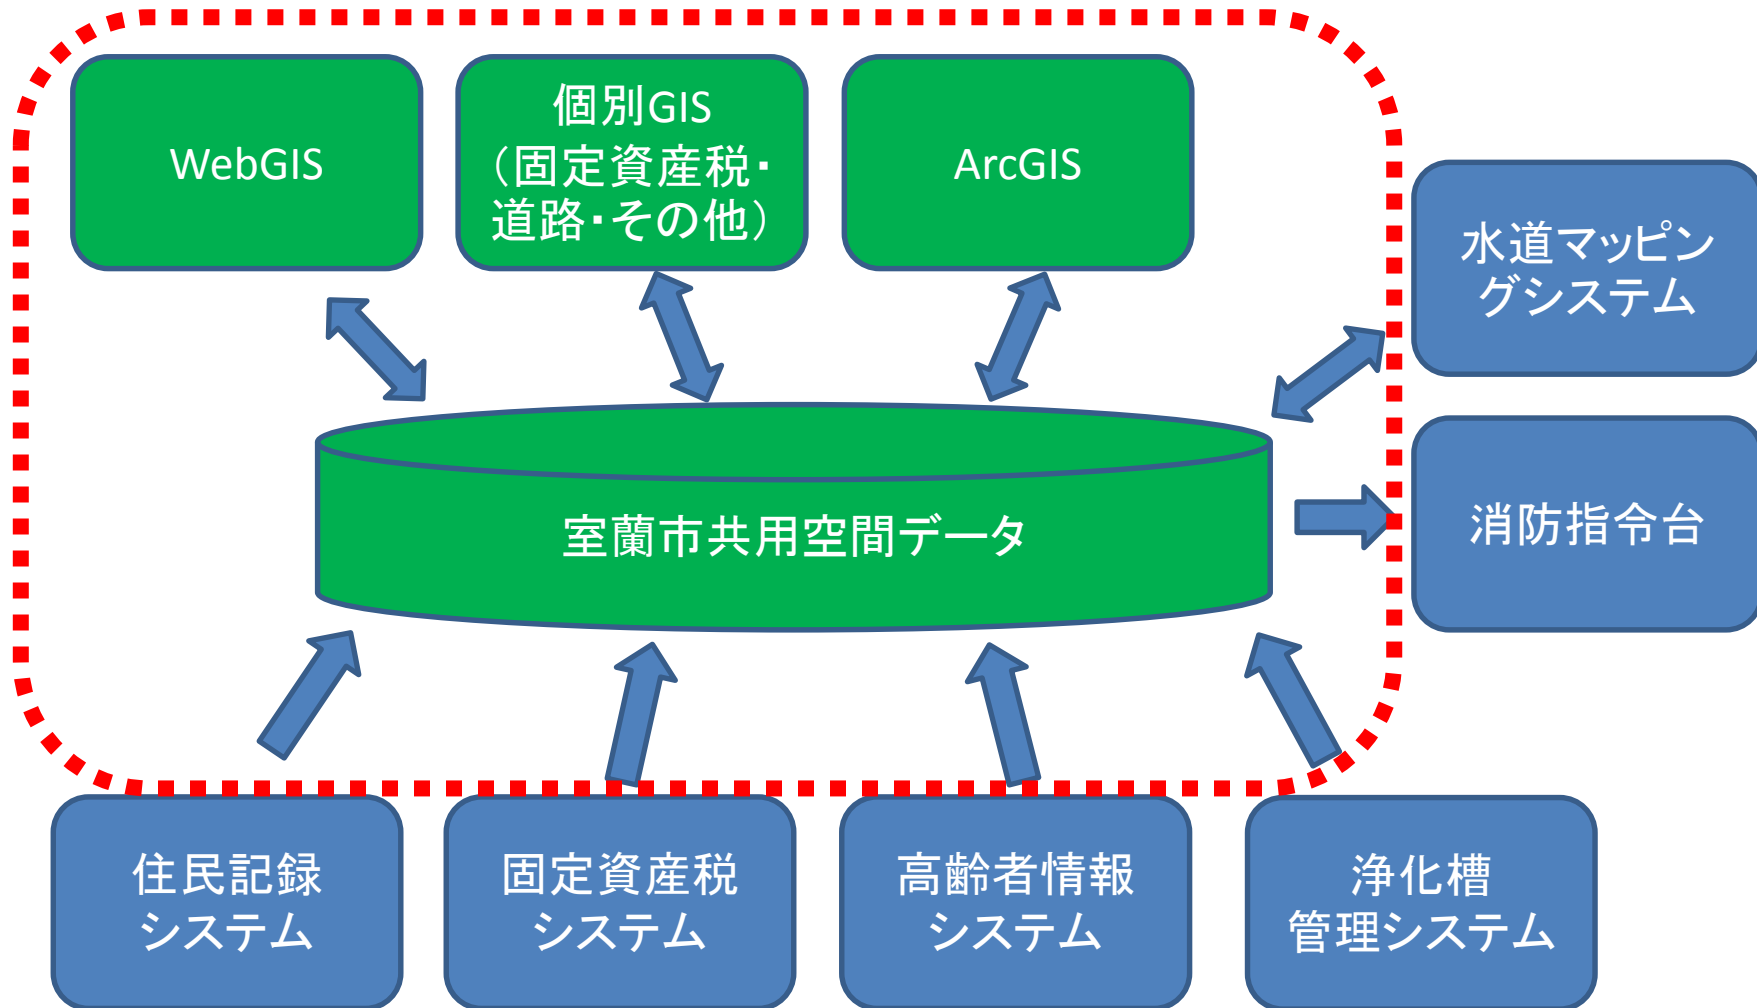 WebGIS
個別GIS
（固定資産税・
道路・その他）
ArcGIS
水道マッピン
グシステム
室蘭市共用空間データ
消防指令台
住民記録
システム
固定資産税
システム
高齢者情報
システム
浄化槽
管理システム